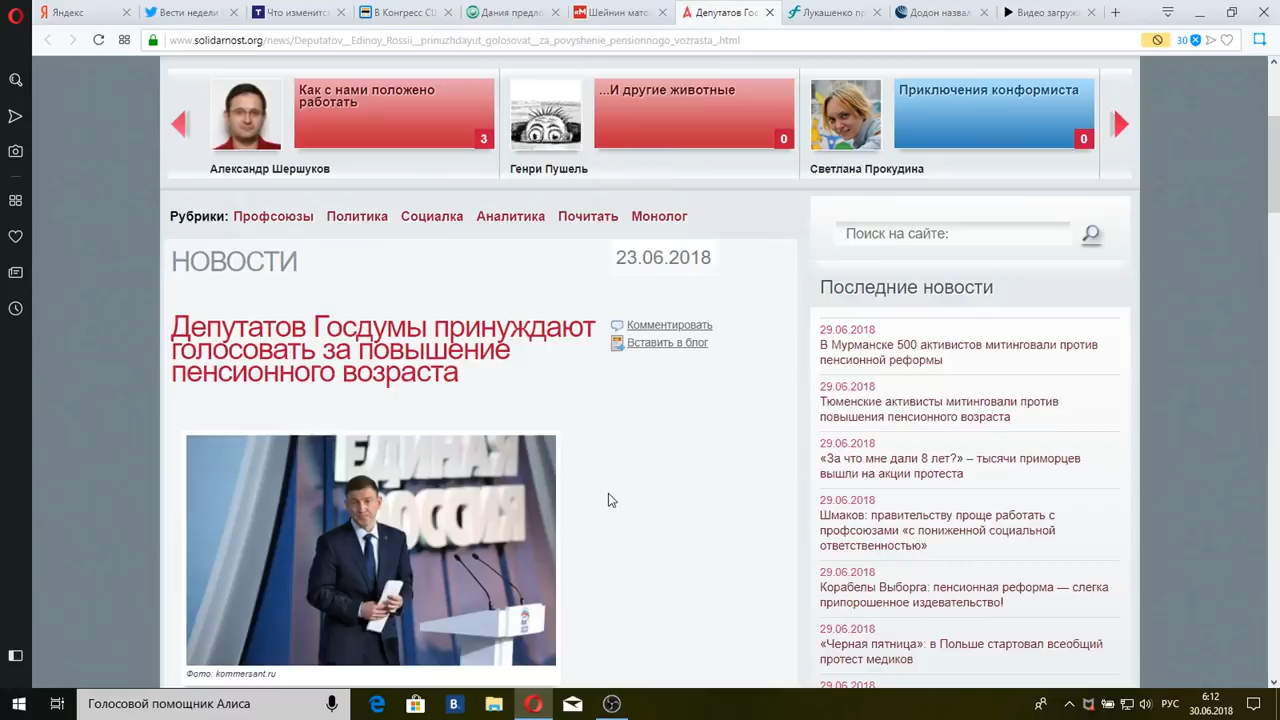 Яндекс
Вести недели
Что изменится
В Конгресс СШ
Дания предло
Шейнин мато
Депутатов Гос
Лукашенко пр
Додон назвал
Видео загруж
www.solidarnost.org/news/Deputatov__Edinoy_Rossii__prinuzhdayut_golosovat__za_povyshenie_pensionnogo_vozrasta_.html
30
Как с нами положено
работать
3
Александр Шершуков
...И другие животные
0
Генри Пушель
Приключения конформиста
0
Светлана Прокудина
Рубрики: Профсоюзы Политика Социалка Аналитика Почитать Монолог
Поиск на сайте:
НОВОСТИ
23.06.2018
Депутатов Госдумы принуждают
голосовать за повышение
пенсионного возраста
Комментировать
Вставить в блог
ЕДИНАЯ
РОССИЯ
Фото: kommersant.ru
Последние новости
29.06.2018
В Мурманске 500 активистов митинговали против
пенсионной реформы
29.06.2018
Тюменские активисты митинговали против
повышения пенсионного возраста
29.06.2018
«За что мне дали 8 лет?» – тысячи приморцев
вышли на акции протеста
29.06.2018
Шмаков: правительству проще работать с
профсоюзами «с пониженной социальной
ответственностью»
29.06.2018
Корабелы Выборга: пенсионная реформа — слегка
припорошенное издевательство!
29.06.2018
«Черная пятница»: в Польше стартовал всеобщий
протест медиков
29.06.2018
Голосовой помощник Алиса
РУС
6:12
30.06.2018